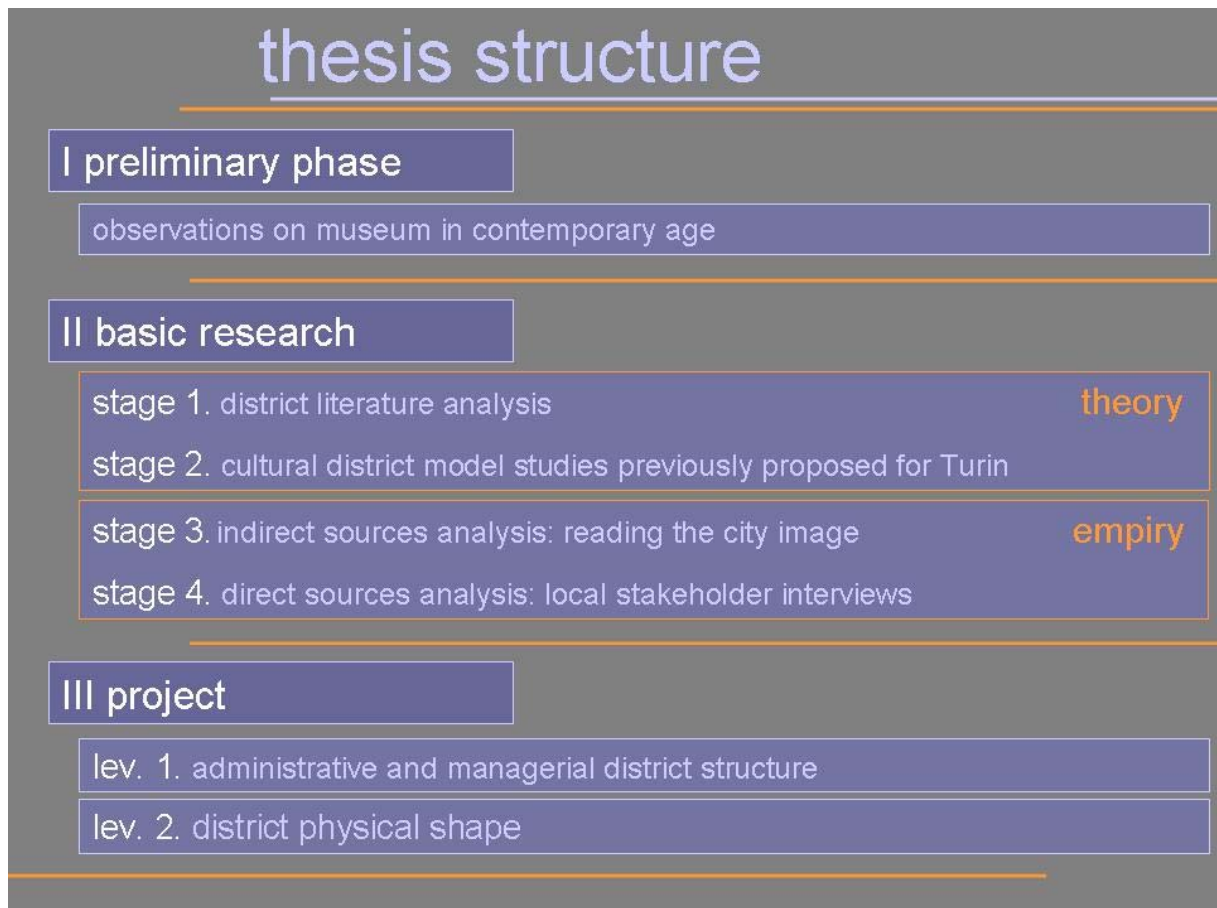 thesis structure
I preliminary phase
observations on museum in contemporary age
II basic research
stage 1. district literature analysis theory
stage 2. cultural district model studies previously proposed for Turin
stage 3. indirect sources analysis: reading the city image empiry
stage 4. direct sources analysis: local stakeholder interviews
III project
lev. 1. administrative and managerial district structure
lev. 2. district physical shape